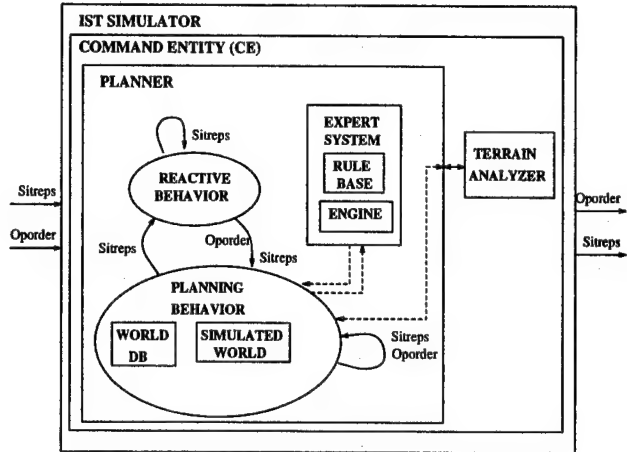 IST SIMULATOR
COMMAND ENTITY (CE)
PLANNER
Sitreps
EXPERT
SYSTEM
RULE
BASE
ENGINE
TERRAIN
ANALYZER
REACTIVE
BEHAVIOR
Sitreps
Oporder
Oporder
Sitreps
Sitreps
Oporder
Sitreps
PLANNING
BEHAVIOR
WORLD
DB
SIMULATED
WORLD
Sitreps
Oporder